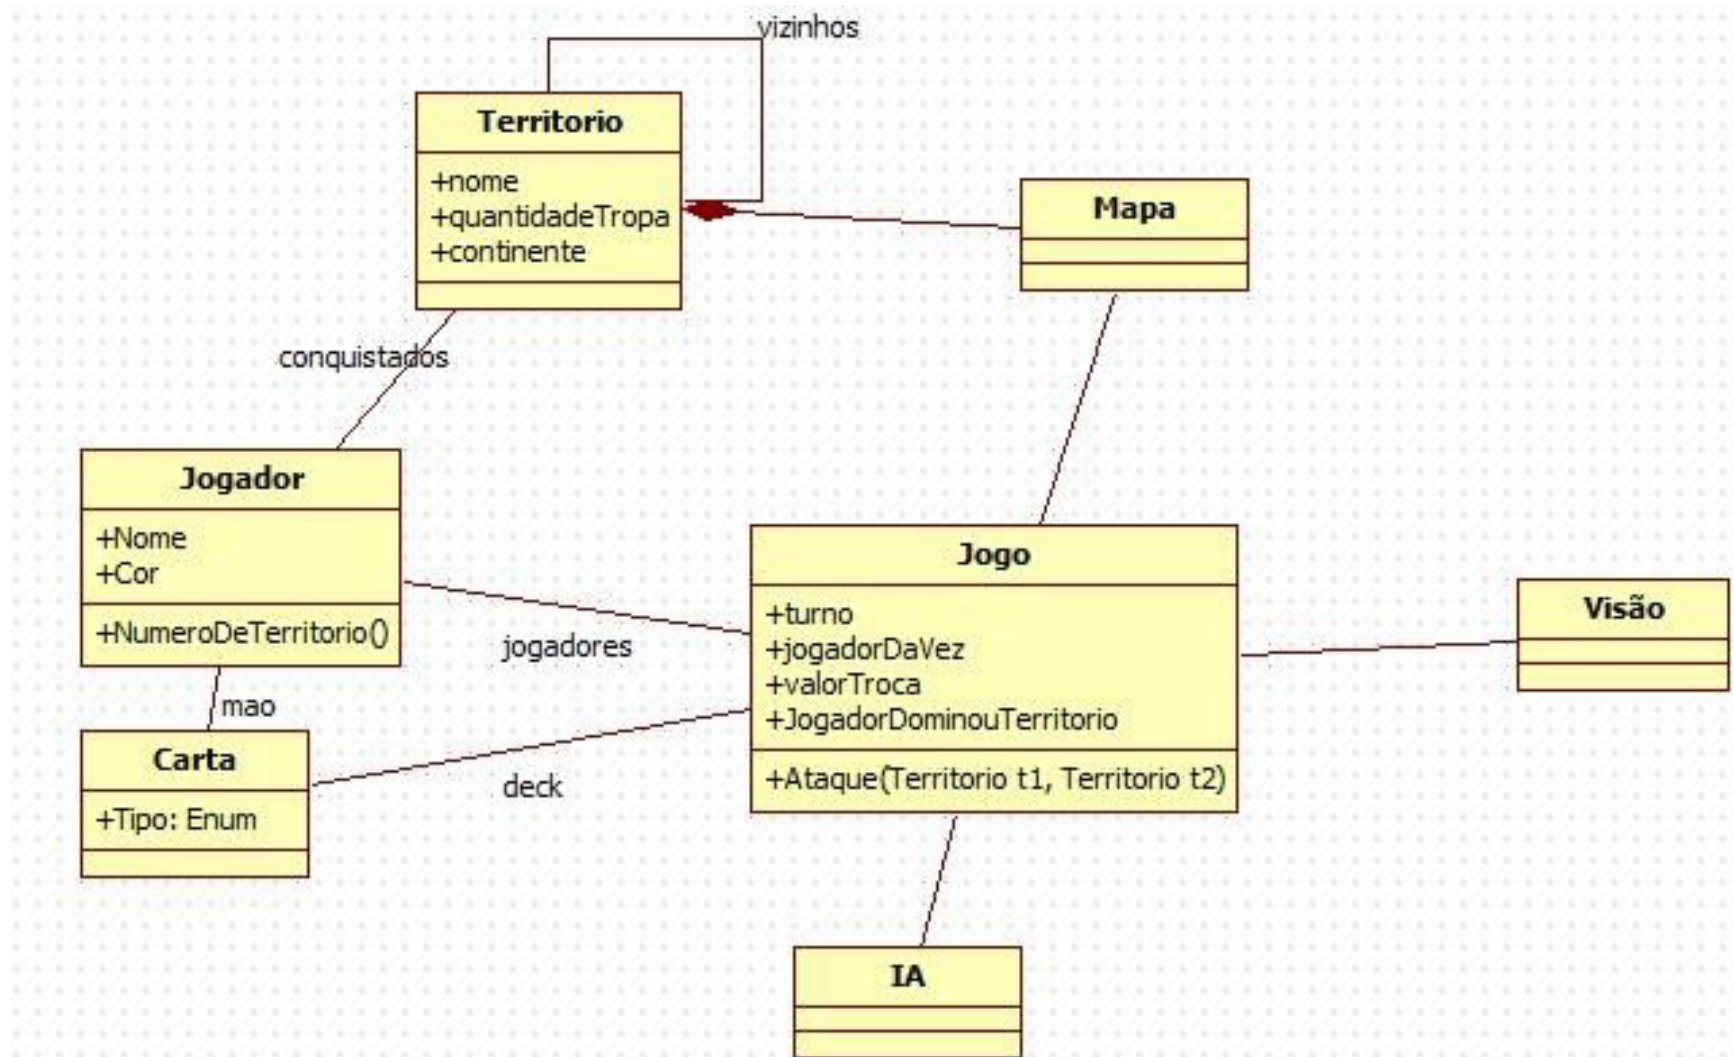 vizinhos
Territorio
+nome
+quantidadeTropa
+continente
Mapa
conquistados
Jogador
+Nome
+Cor
+NumeroDeTerritorio()
jogadores
mao
Carta
+Tipo: Enum
deck
Jogo
+turno
+jogadorDaVez
+valorTroca
+JogadorDominouTerritorio
+Ataque(Territorio t1, Territorio t2)
Visão
IA